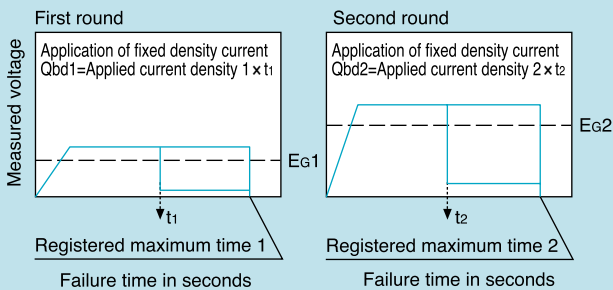 First round
Application of fixed density current
Qbd1=Applied current density 1 × t1
Measured voltage
EG1
t1
Registered maximum time 1
Failure time in seconds
Second round
Application of fixed density current
Qbd2=Applied current density 2 × t2
EG2
t2
Registered maximum time 2
Failure time in seconds